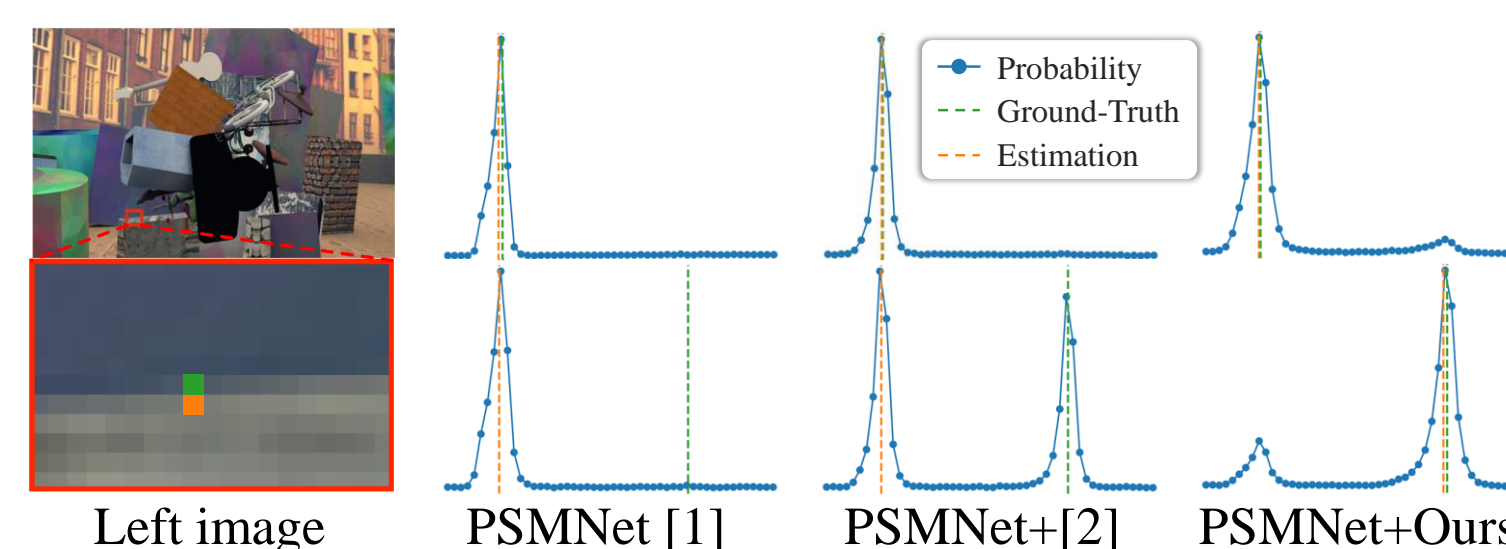 Probability
Ground-Truth
Estimation
Left image
PSMNet [1]
PSMNet+[2]
PSMNet+Ours